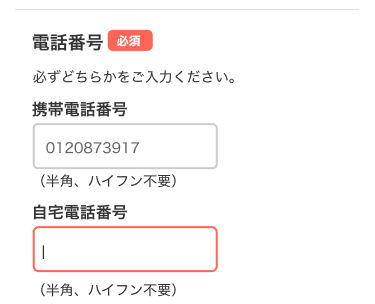 電話番号 必須
必ずどちらかをご入力ください。
携帯電話番号
0120873917
（半角、ハイフン不要）
自宅電話番号
（半角、ハイフン不要）